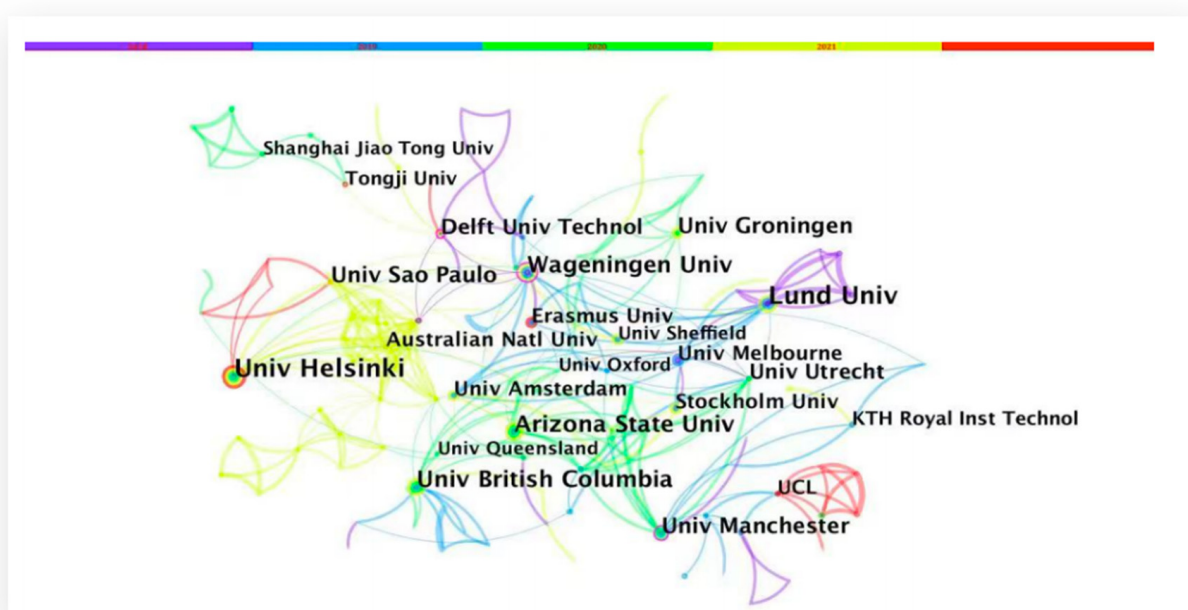 2019
2020
2021
Shanghai Jiao Tong Univ
Tongji Univ
Delft Univ Technol
Univ Groningen
Wageningen Univ
Univ Sao Paulo
Lund Univ
Erasmus Univ
Univ Sheffield
Australian Natl Univ
Univ Melbourne
Univ Oxford
Univ Helsinki
Univ Utrecht
Univ Amsterdam
Stockholm Univ
KTH Royal Inst Technol
Arizona State Univ
Univ Queensland
Univ British Columbia
UCL
Univ Manchester